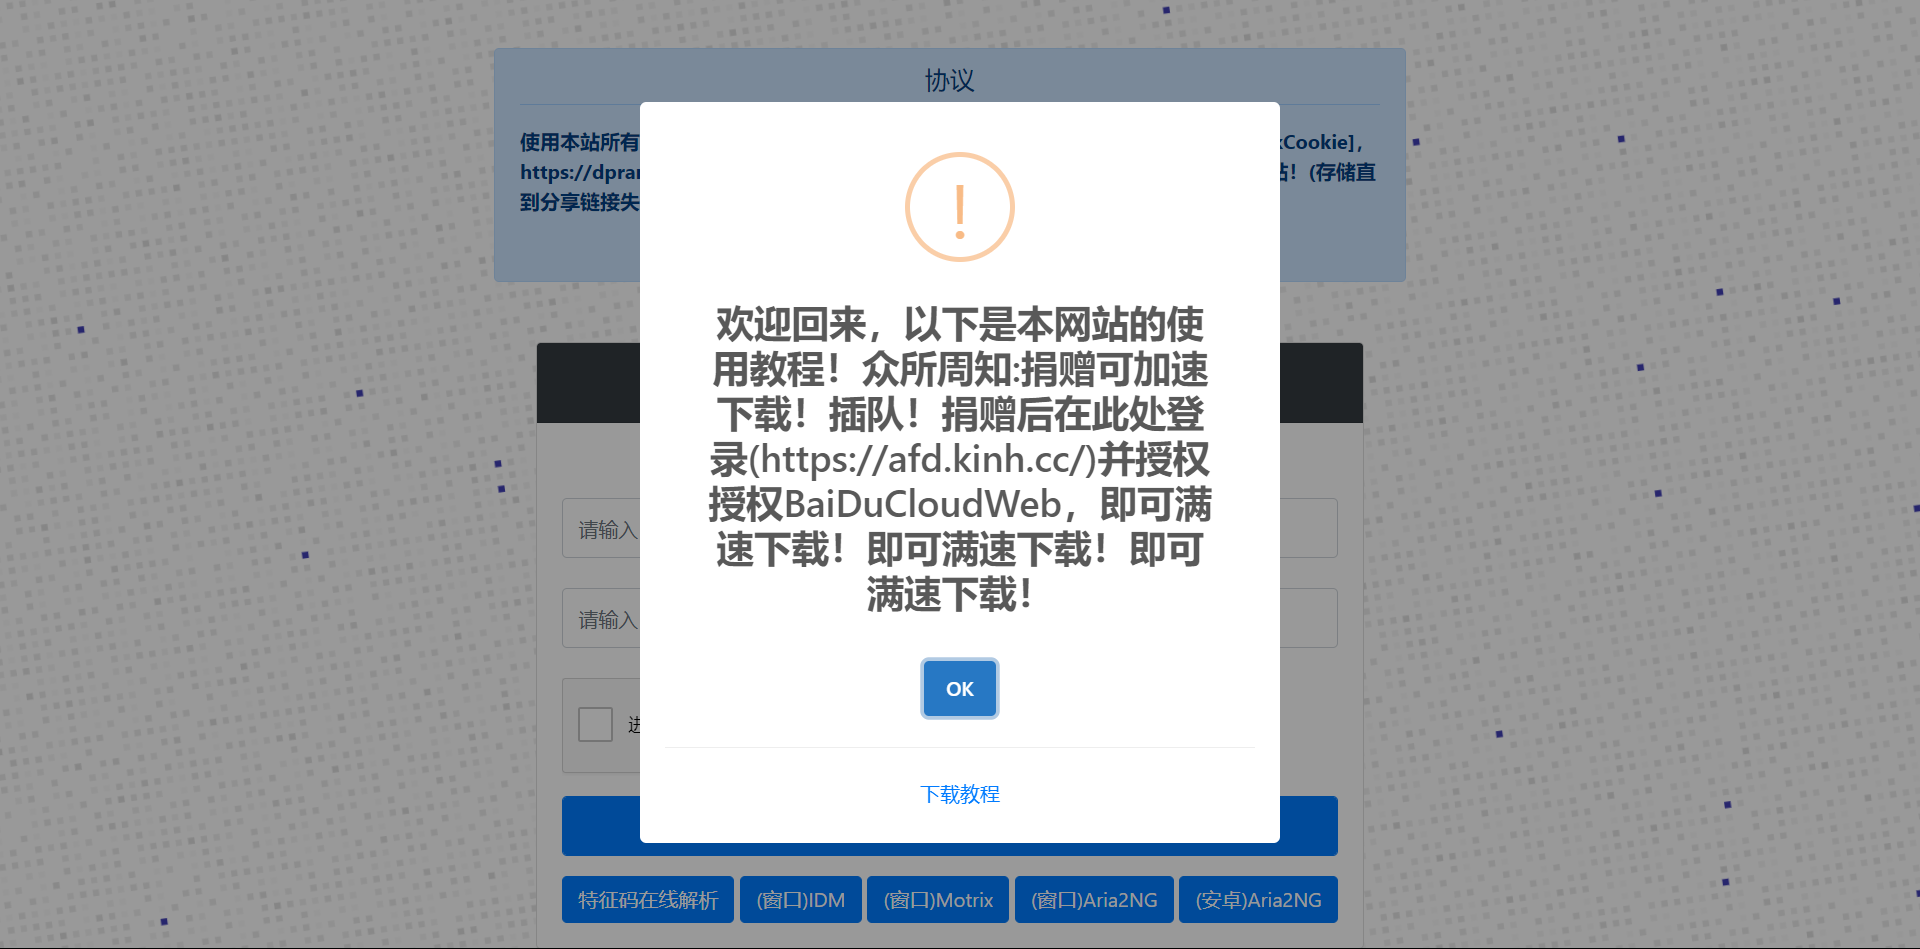 协议
使用本站所有
Cookie]，
https://dpra
站！(存储直
到分享链接失
欢迎回来，以下是本网站的使
用教程！众所周知:捐赠可加速
下载！插队！捐赠后在此处登
录(https://afd.kinh.cc/)并授权
授权BaiDuCloudWeb，即可满
速下载！即可满速下载！即可
满速下载！
OK
下载教程
请输入
请输入
进
特征码在线解析
(窗口)IDM
(窗口)Motrix
(窗口)Aria2NG
(安卓)Aria2NG